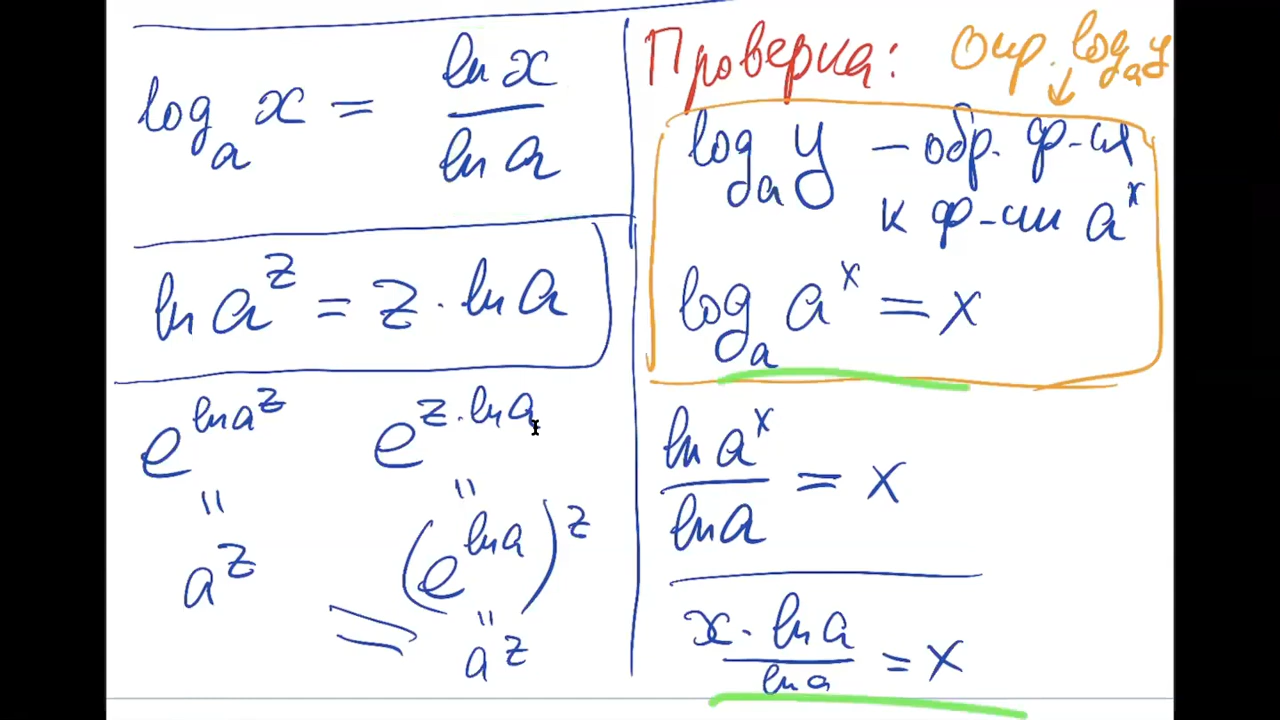 log_a x = ln x / ln a
ln a^z = z · ln a
e^{ln a^z} e^{z · ln a}
" "
a^z (e^{ln a})^z
= "
a^z
Проверка: Опр. log_a y
↓
log_a y – обр. ф-ия
к ф-ии a^x
log_a a^x = x
ln a^x / ln a = x
x · ln a / ln a = x